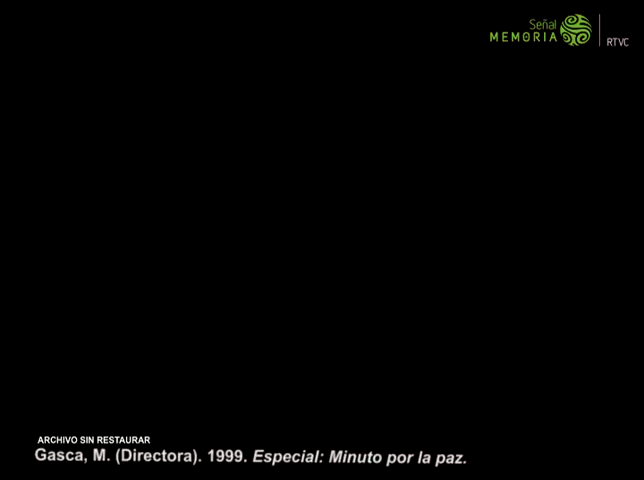 Señal
MEMORIA
RTVC
ARCHIVO SIN RESTAURAR
Gasca, M. (Directora). 1999. Especial: Minuto por la paz.